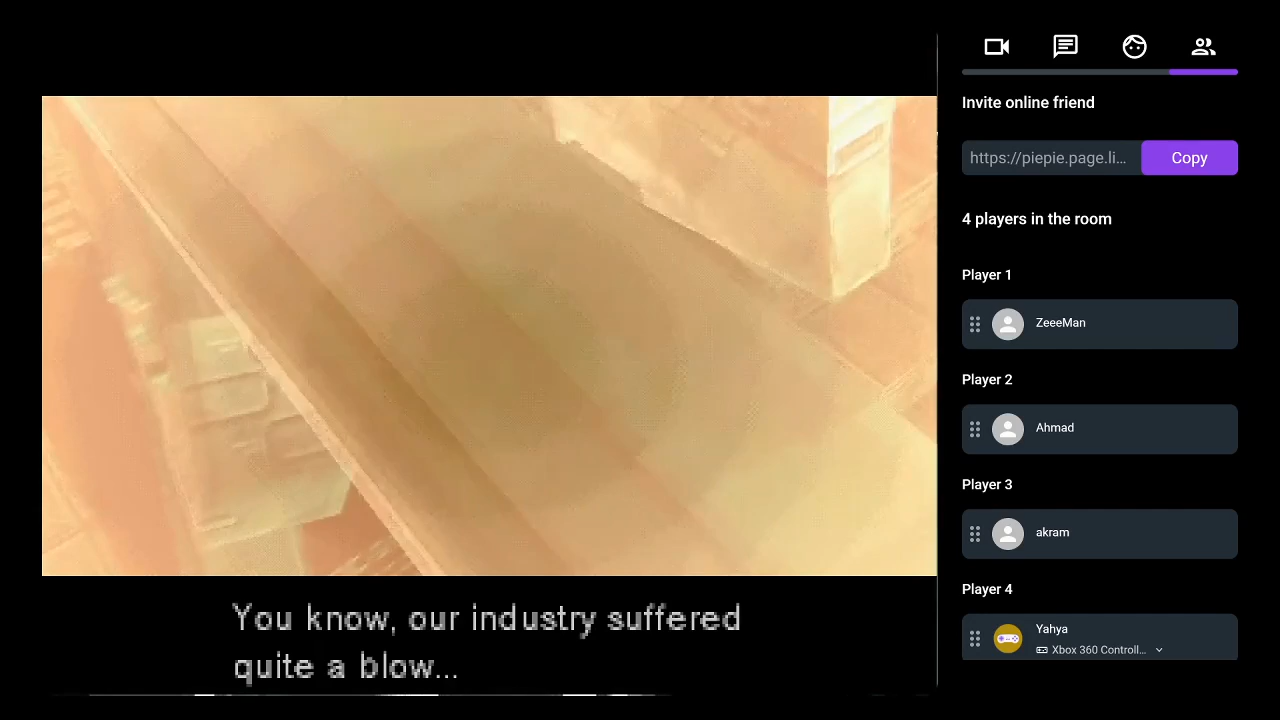 Invite online friend
https://piepie.page.li...
Copy
4 players in the room
Player 1
ZeeeMan
Player 2
Ahmad
Player 3
akram
Player 4
Yahya
Xbox 360 Controll...
You know, our industry suffered
quite a blow...